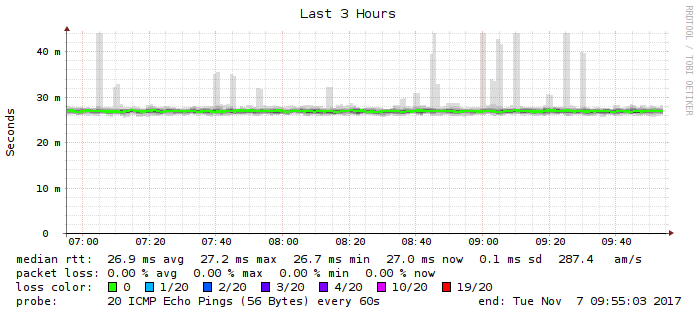 Last 3 Hours
RRDTOOL / TOBI OETIKER
Seconds
40 m
30 m
20 m
10 m
0
07:00 07:20 07:40 08:00 08:20 08:40 09:00 09:20 09:40
median rtt: 26.9 ms avg 27.2 ms max 26.7 ms min 27.0 ms now 0.1 ms sd 287.4 am/s
packet loss: 0.00 % avg 0.00 % max 0.00 % min 0.00 % now
loss color: 0 1/20 2/20 3/20 4/20 10/20 19/20
probe: 20 ICMP Echo Pings (56 Bytes) every 60s end: Tue Nov 7 09:55:03 2017